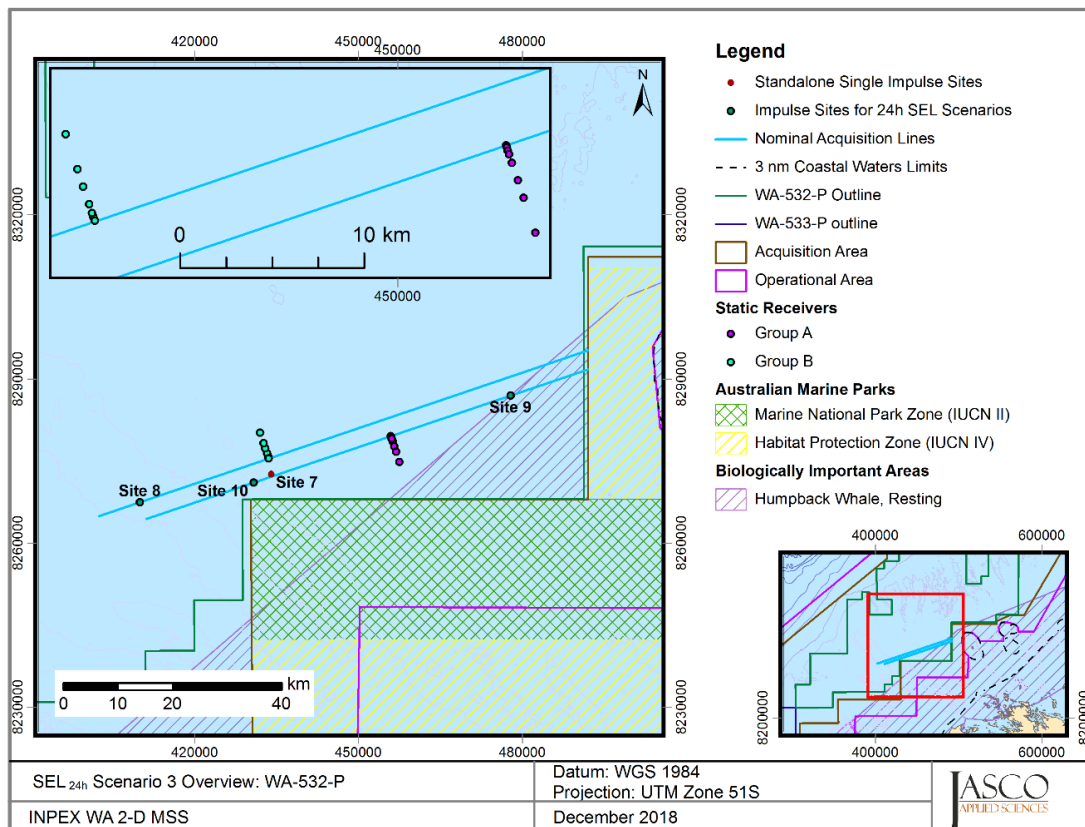 420000
450000
480000
450000
N
0
10 km
450000
8320000
8320000
8290000
8290000
8260000
8260000
8230000
8230000
Site 9
Site 8
Site 10
Site 7
km
0
10
20
40
420000
450000
480000
Legend
Standalone Single Impulse Sites
Impulse Sites for 24h SEL Scenarios
Nominal Acquisition Lines
3 nm Coastal Waters Limits
WA-532-P Outline
WA-533-P outline
Acquisition Area
Operational Area
Static Receivers
Group A
Group B
Australian Marine Parks
Marine National Park Zone (IUCN II)
Habitat Protection Zone (IUCN IV)
Biologically Important Areas
Humpback Whale, Resting
400000
600000
8200000
400000
600000
SEL 24h Scenario 3 Overview: WA-532-P
Datum: WGS 1984
Projection: UTM Zone 51S
INPEX WA 2-D MSS
December 2018
JASCO
APPLIED SCIENCES